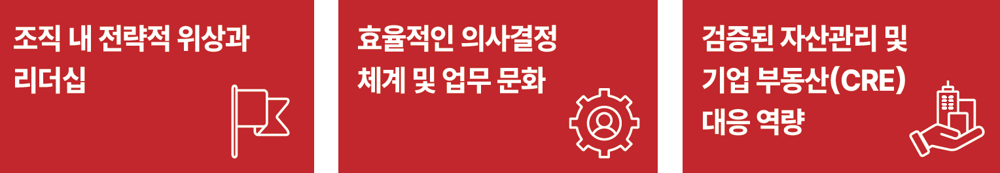 조직 내 전략적 위상과
리더십
효율적인 의사결정
체계 및 업무 문화
검증된 자산관리 및
기업 부동산(CRE)
대응 역량